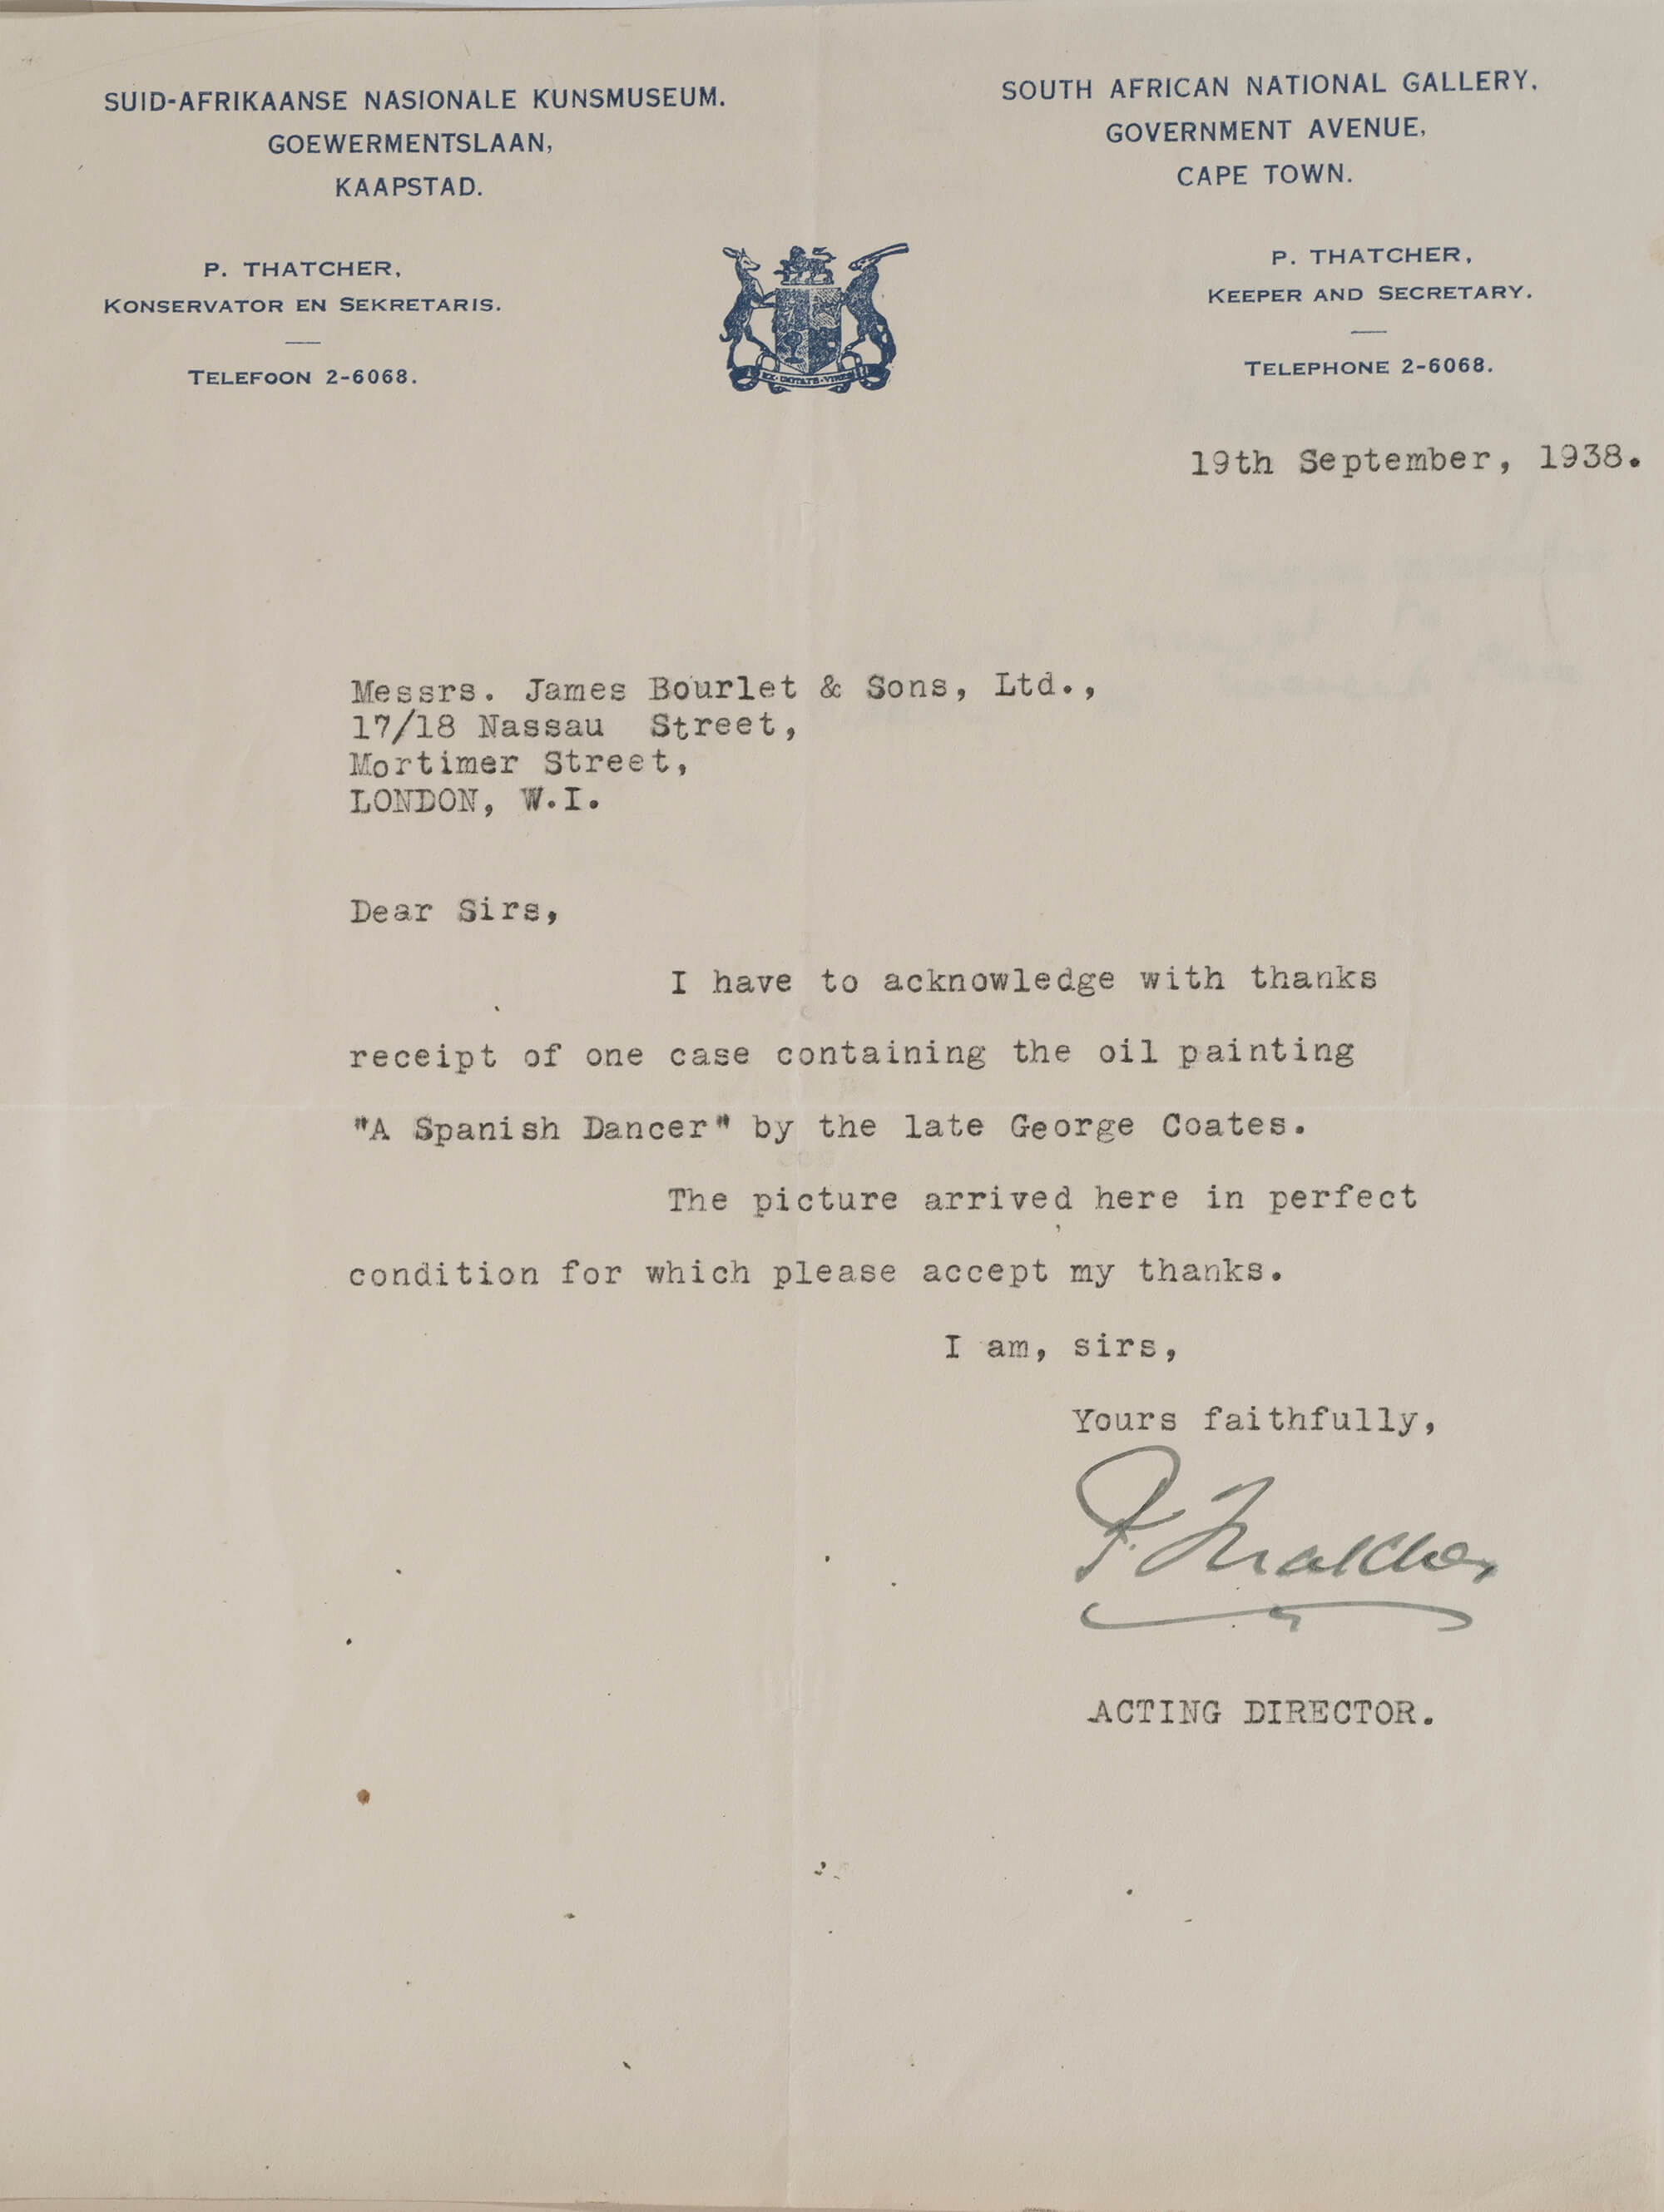 SUID-AFRIKAANSE NASIONALE KUNSMUSEUM.
GOEWERMENTSLAAN,
KAAPSTAD.
P. THATCHER,
KONSERVATOR EN SEKRETARIS.
TELEFOON 2-6068.
SOUTH AFRICAN NATIONAL GALLERY,
GOVERNMENT AVENUE,
CAPE TOWN.
P. THATCHER,
KEEPER AND SECRETARY.
TELEPHONE 2-6068.
EX·UNITATE·VIRES
19th September, 1938.
Messrs. James Bourlet & Sons, Ltd.,
17/18 Nassau Street,
Mortimer Street,
LONDON, W.I.
Dear Sirs,
I have to acknowledge with thanks
receipt of one case containing the oil painting
"A Spanish Dancer" by the late George Coates.
The picture arrived here in perfect
condition for which please accept my thanks.
I am, sirs,
Yours faithfully,
P. Thatcher
ACTING DIRECTOR.